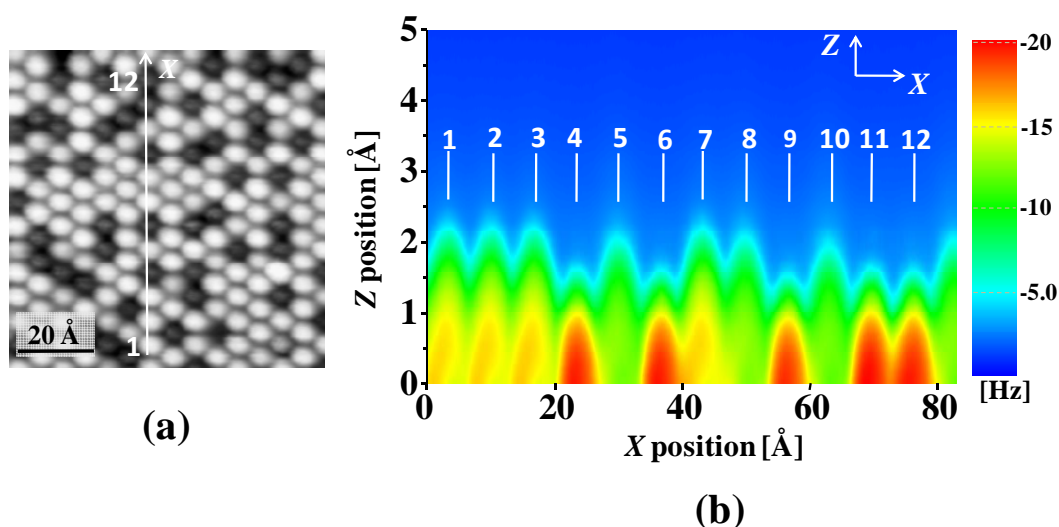 12 X
1
20 Å
(a)
5
4
3
2
1
0
Z position [Å]
Z
X
1 2 3 4 5 6 7 8 9 10 11 12
0 20 40 60 80
X position [Å]
-20
-15
-10
-5.0
[Hz]
(b)